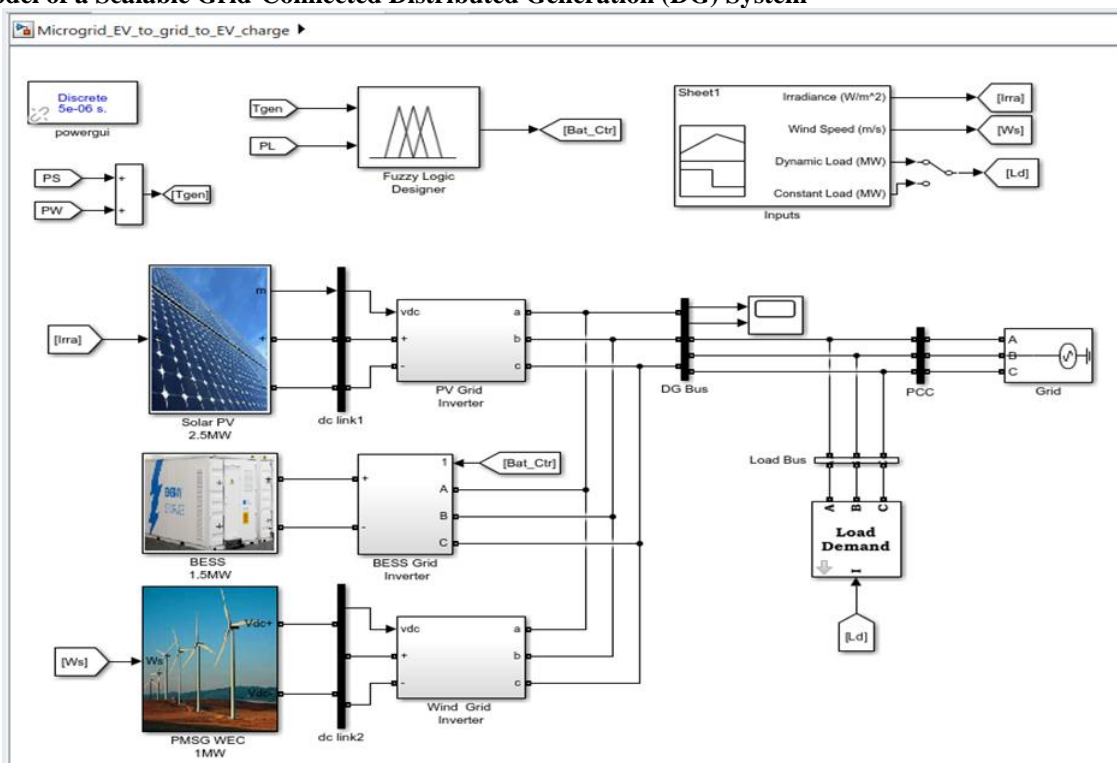 odel of a Scalable Grid-Connected Distributed Generation (DG) System
Microgrid_EV_to_grid_to_EV_charge
Discrete
5e-06 s.
powergui
Tgen
PL
Fuzzy Logic
Designer
[Bat_Ctr]
PS
PW
[Tgen]
Sheet1
Irradiance (W/m^2)
Wind Speed (m/s)
Dynamic Load (MW)
Constant Load (MW)
Inputs
[Irra]
[Ws]
[Ld]
[Irra]
m
+
Solar PV
2.5MW
dc link1
vdc
+
-
a
b
c
PV Grid
Inverter
DG Bus
PCC
A
B
C
Grid
BESS
1.5MW
+
-
1
A
B
C
[Bat_Ctr]
BESS Grid
Inverter
Load Bus
A
B
C
Load
Demand
[Ld]
[Ws]
Ws
Vdc+
Vdc-
PMSG WEC
1MW
dc link2
vdc
+
-
a
b
c
Wind Grid
Inverter